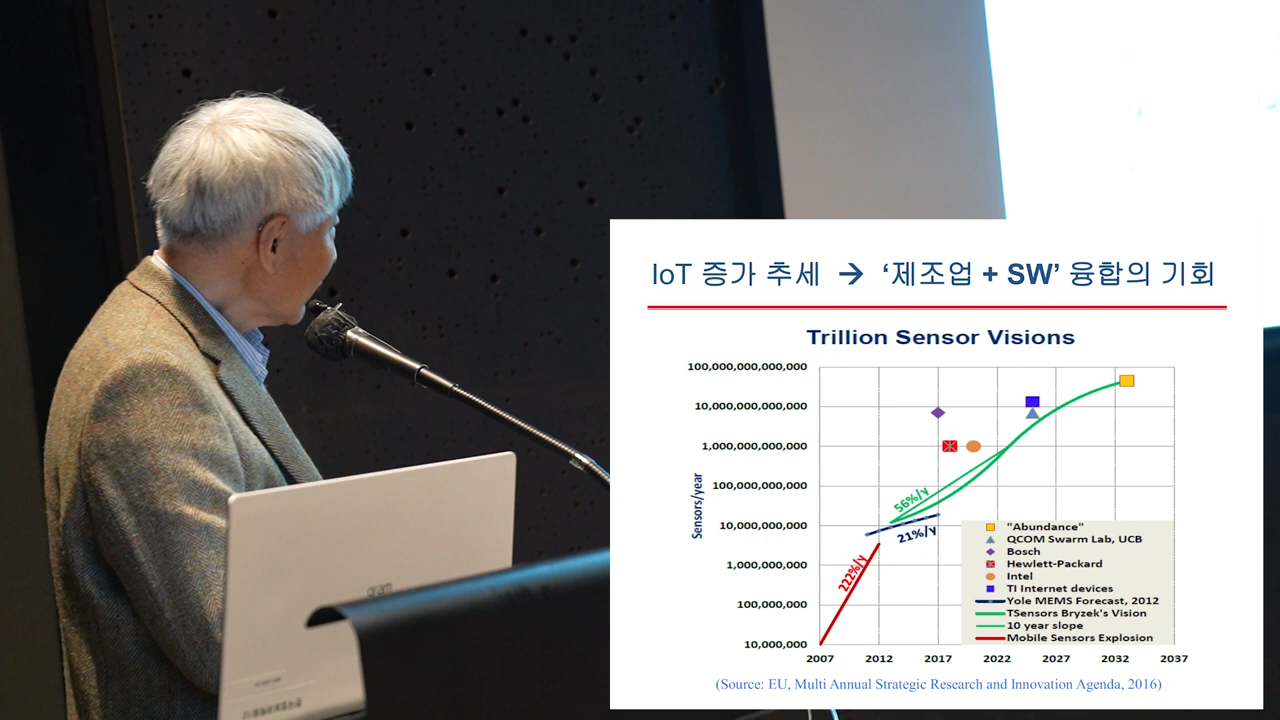 IoT 증가 추세 → ‘제조업 + SW’ 융합의 기회
Trillion Sensor Visions
Sensors/year
100,000,000,000,000
10,000,000,000,000
1,000,000,000,000
100,000,000,000
10,000,000,000
1,000,000,000
100,000,000
10,000,000
2007 2012 2017 2022 2027 2032 2037
56%/y
21%/y
222%/y
"Abundance"
QCOM Swarm Lab, UCB
Bosch
Hewlett-Packard
Intel
TI Internet devices
Yole MEMS Forecast, 2012
TSensors Bryzek's Vision
10 year slope
Mobile Sensors Explosion
(Source: EU, Multi Annual Strategic Research and Innovation Agenda, 2016)
gram